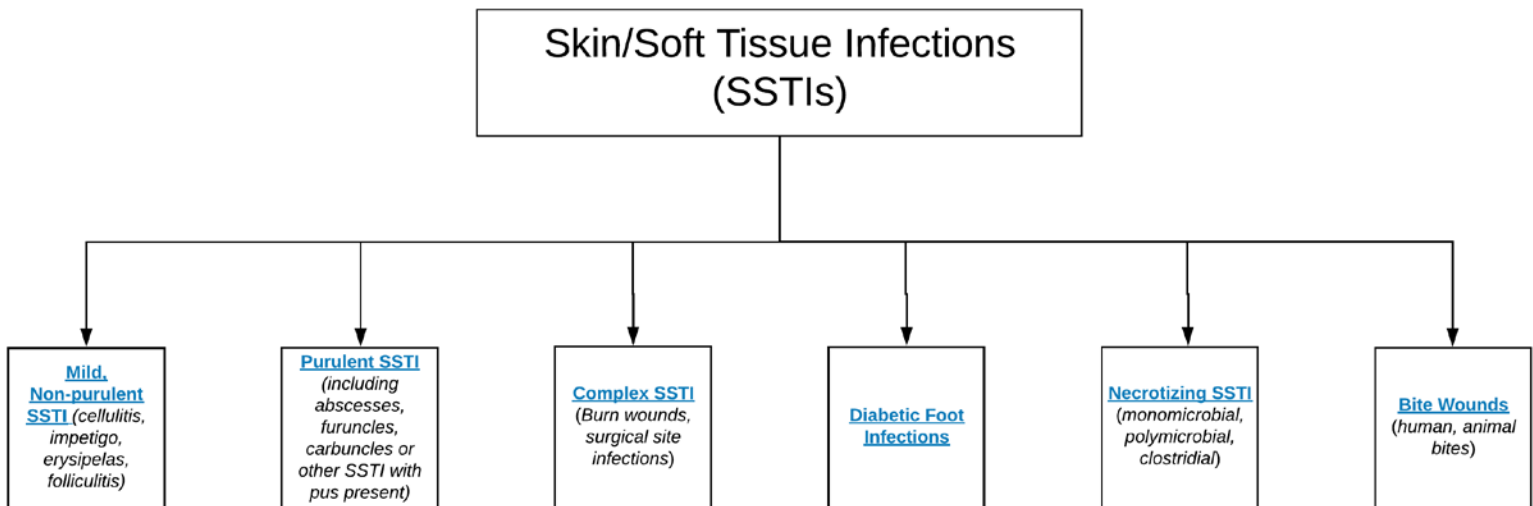 Skin/Soft Tissue Infections
(SSTIs)
Mild,
Non-purulent
SSTI (cellulitis,
impetigo,
erysipelas,
folliculitis)
Purulent SSTI
(including
abscesses,
furuncles,
carbuncles or
other SSTI with
pus present)
Complex SSTI
(Burn wounds,
surgical site
infections)
Diabetic Foot
Infections
Necrotizing SSTI
(monomicrobial,
polymicrobial,
clostridial)
Bite Wounds
(human, animal
bites)